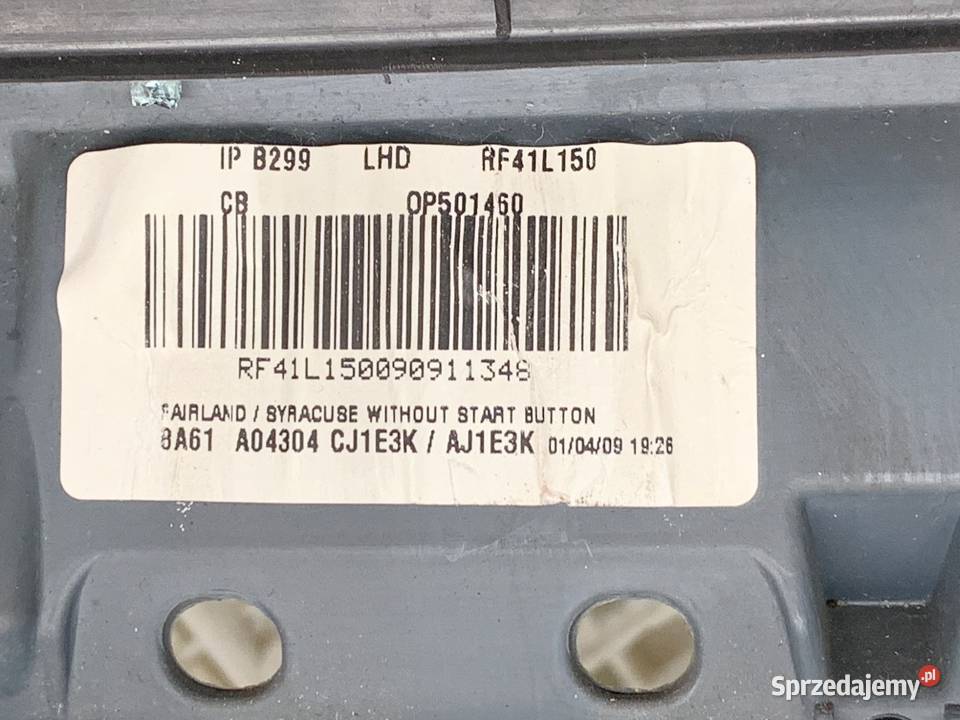 IP B299 LHD RF41L150
CB OP501460
RF41L150090911348
FAIRLAND / SYRACUSE WITHOUT START BUTTON
8A61 A04304 CJ1E3K / AJ1E3K 01/04/09 19:26
Sprzedajemy.pl